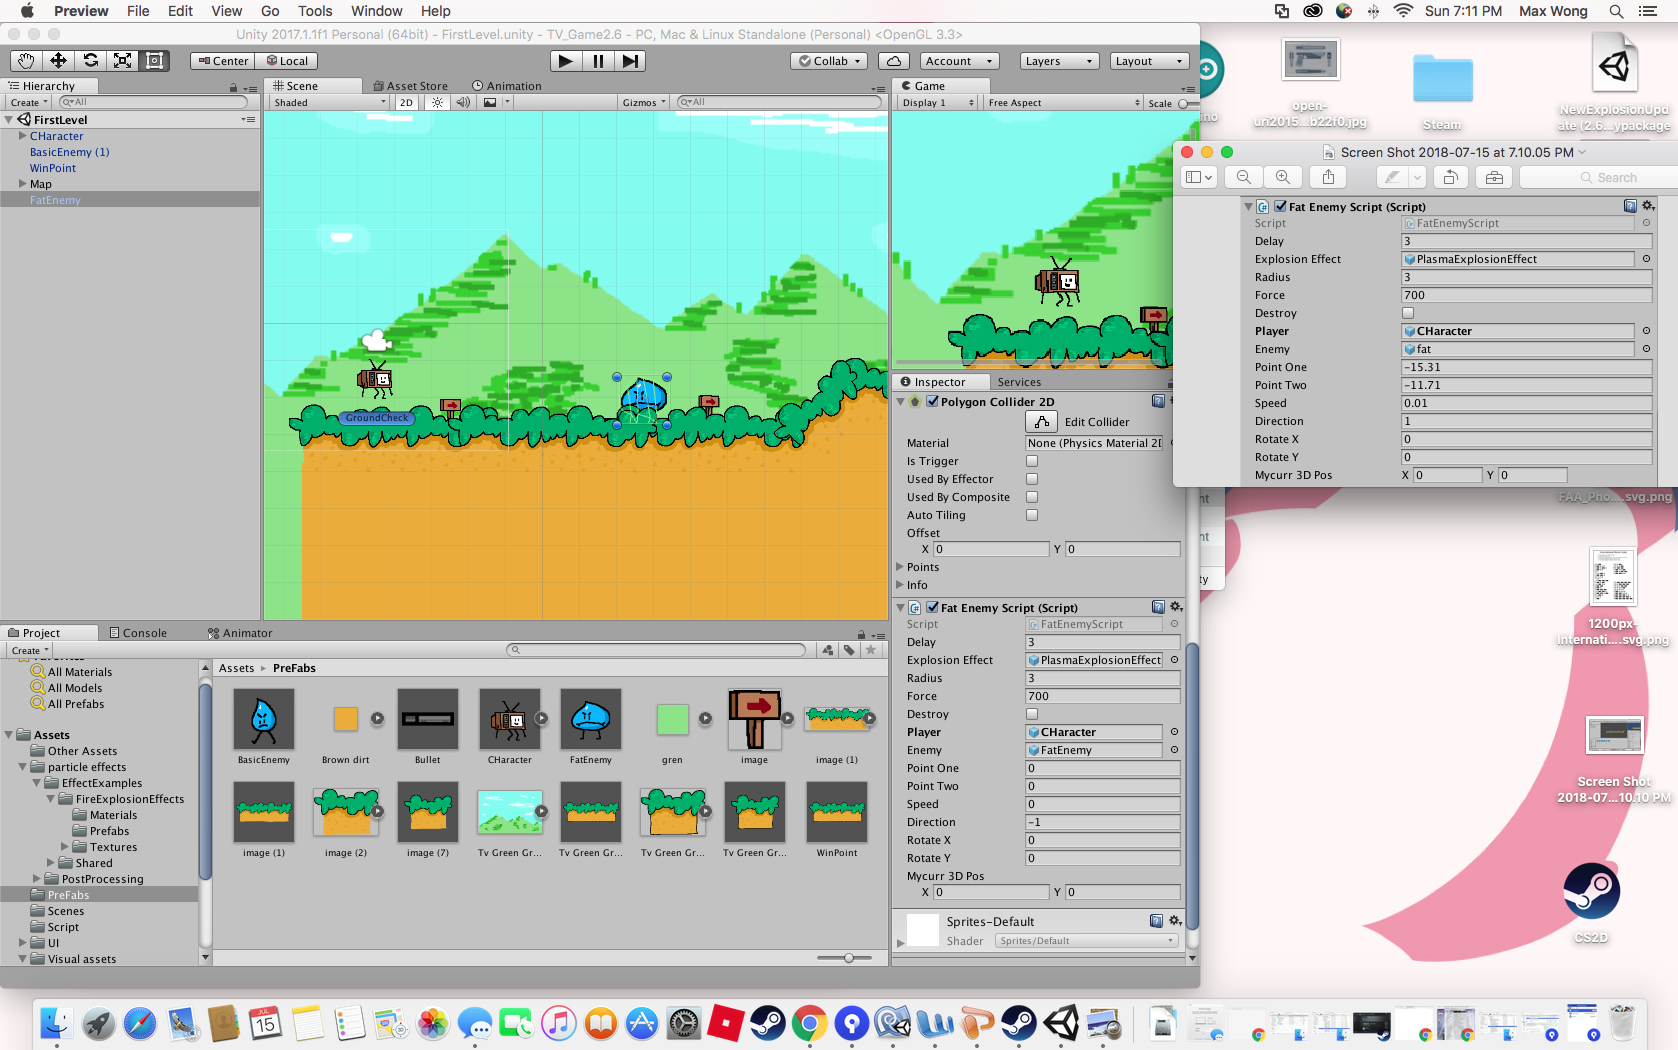 Preview File Edit View Go Tools Window Help
Sun 7:11 PM Max Wong
Unity 2017.1.1f1 Personal (64bit) - FirstLevel.unity - TV_Game2.6 - PC, Mac & Linux Standalone (Personal) <OpenGL 3.3>
Center Local
Collab Account Layers Layout
Hierarchy
Create All
FirstLevel
CHaracter
BasicEnemy (1)
WinPoint
Map
FatEnemy
Scene Asset Store Animation
Shaded 2D Gizmos All
GroundCheck
Game
Display 1 Free Aspect Scale
Inspector Services
Polygon Collider 2D
Edit Collider
Material None (Physics Material 2D
Is Trigger
Used By Effector
Used By Composite
Auto Tiling
Offset
X 0 Y 0
Points
Info
Fat Enemy Script (Script)
Script FatEnemyScript
Delay 3
Explosion Effect PlasmaExplosionEffect
Radius 3
Force 700
Destroy
Player CHaracter
Enemy FatEnemy
Point One 0
Point Two 0
Speed 0
Direction -1
Rotate X 0
Rotate Y 0
Mycurr 3D Pos
X 0 Y 0
Sprites-Default
Shader Sprites/Default
Project Console Animator
Create
All Materials
All Models
All Prefabs
Assets
Other Assets
particle effects
EffectExamples
FireExplosionEffects
Materials
Prefabs
Textures
Shared
PostProcessing
PreFabs
Scenes
Script
UI
Visual assets
Assets PreFabs
BasicEnemy Brown dirt Bullet CHaracter FatEnemy gren image image (1)
image (1) image (2) image (7) Tv Green Gr... Tv Green Gr... Tv Green Gr... Tv Green Gr... WinPoint
open-
uri2015...b22f0.jpg
Steam
NewExplosionUpd
ate (2.6...ypackage
Screen Shot 2018-07-15 at 7.10.05 PM
Search
Fat Enemy Script (Script)
Script FatEnemyScript
Delay 3
Explosion Effect PlasmaExplosionEffect
Radius 3
Force 700
Destroy
Player CHaracter
Enemy fat
Point One -15.31
Point Two -11.71
Speed 0.01
Direction 1
Rotate X 0
Rotate Y 0
Mycurr 3D Pos X 0 Y 0
FAA_Pho....svg.png
1200px-
Internati....svg.png
Screen Shot
2018-07...10.10 PM
CS2D
JUL
15